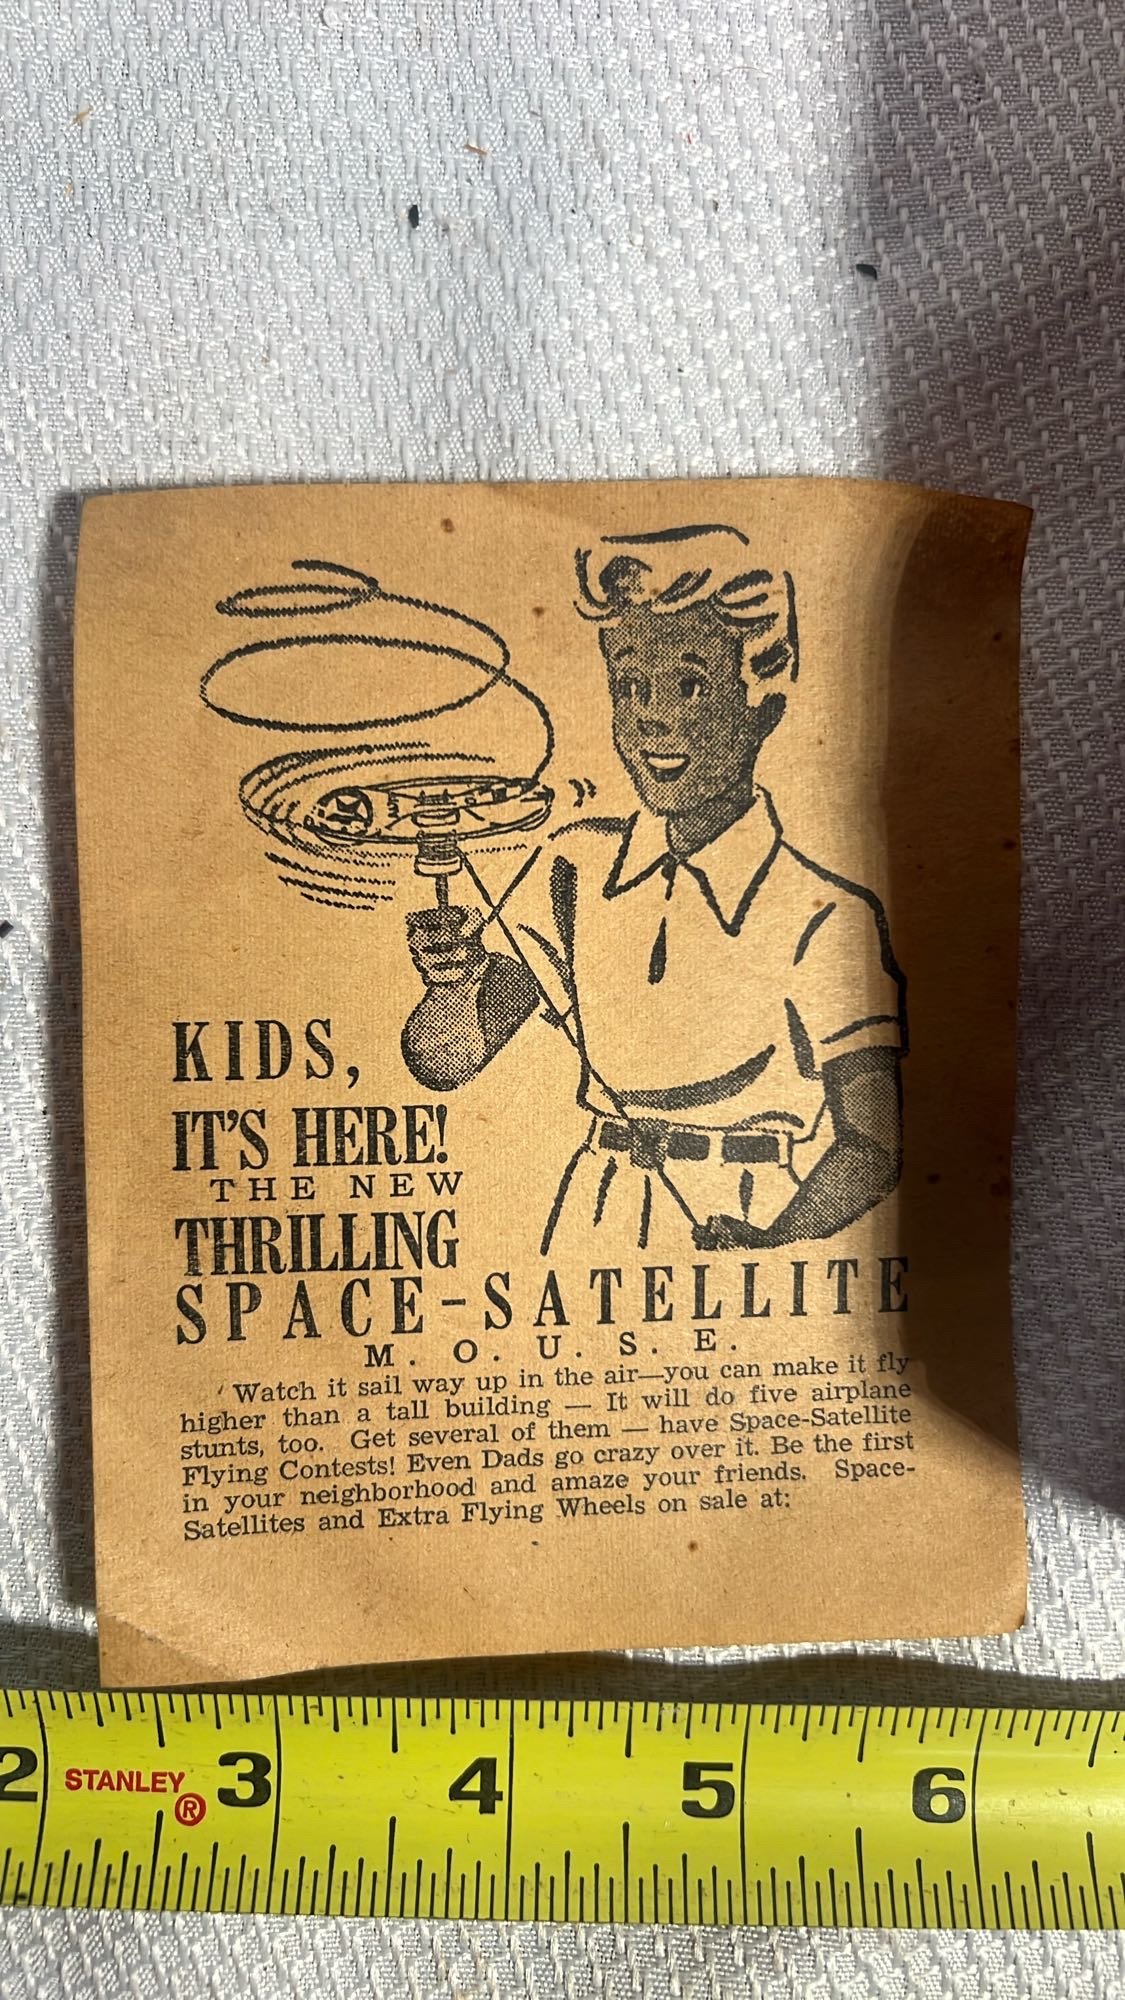 KIDS,
IT'S HERE!
THE NEW
THRILLING
SPACE-SATELLITE
M. O. U. S. E.
Watch it sail way up in the air—you can make it fly
higher than a tall building — It will do five airplane
stunts, too. Get several of them — have Space-Satellite
Flying Contests! Even Dads go crazy over it. Be the first
in your neighborhood and amaze your friends. Space-
Satellites and Extra Flying Wheels on sale at:
2 STANLEY® 3 4 5 6